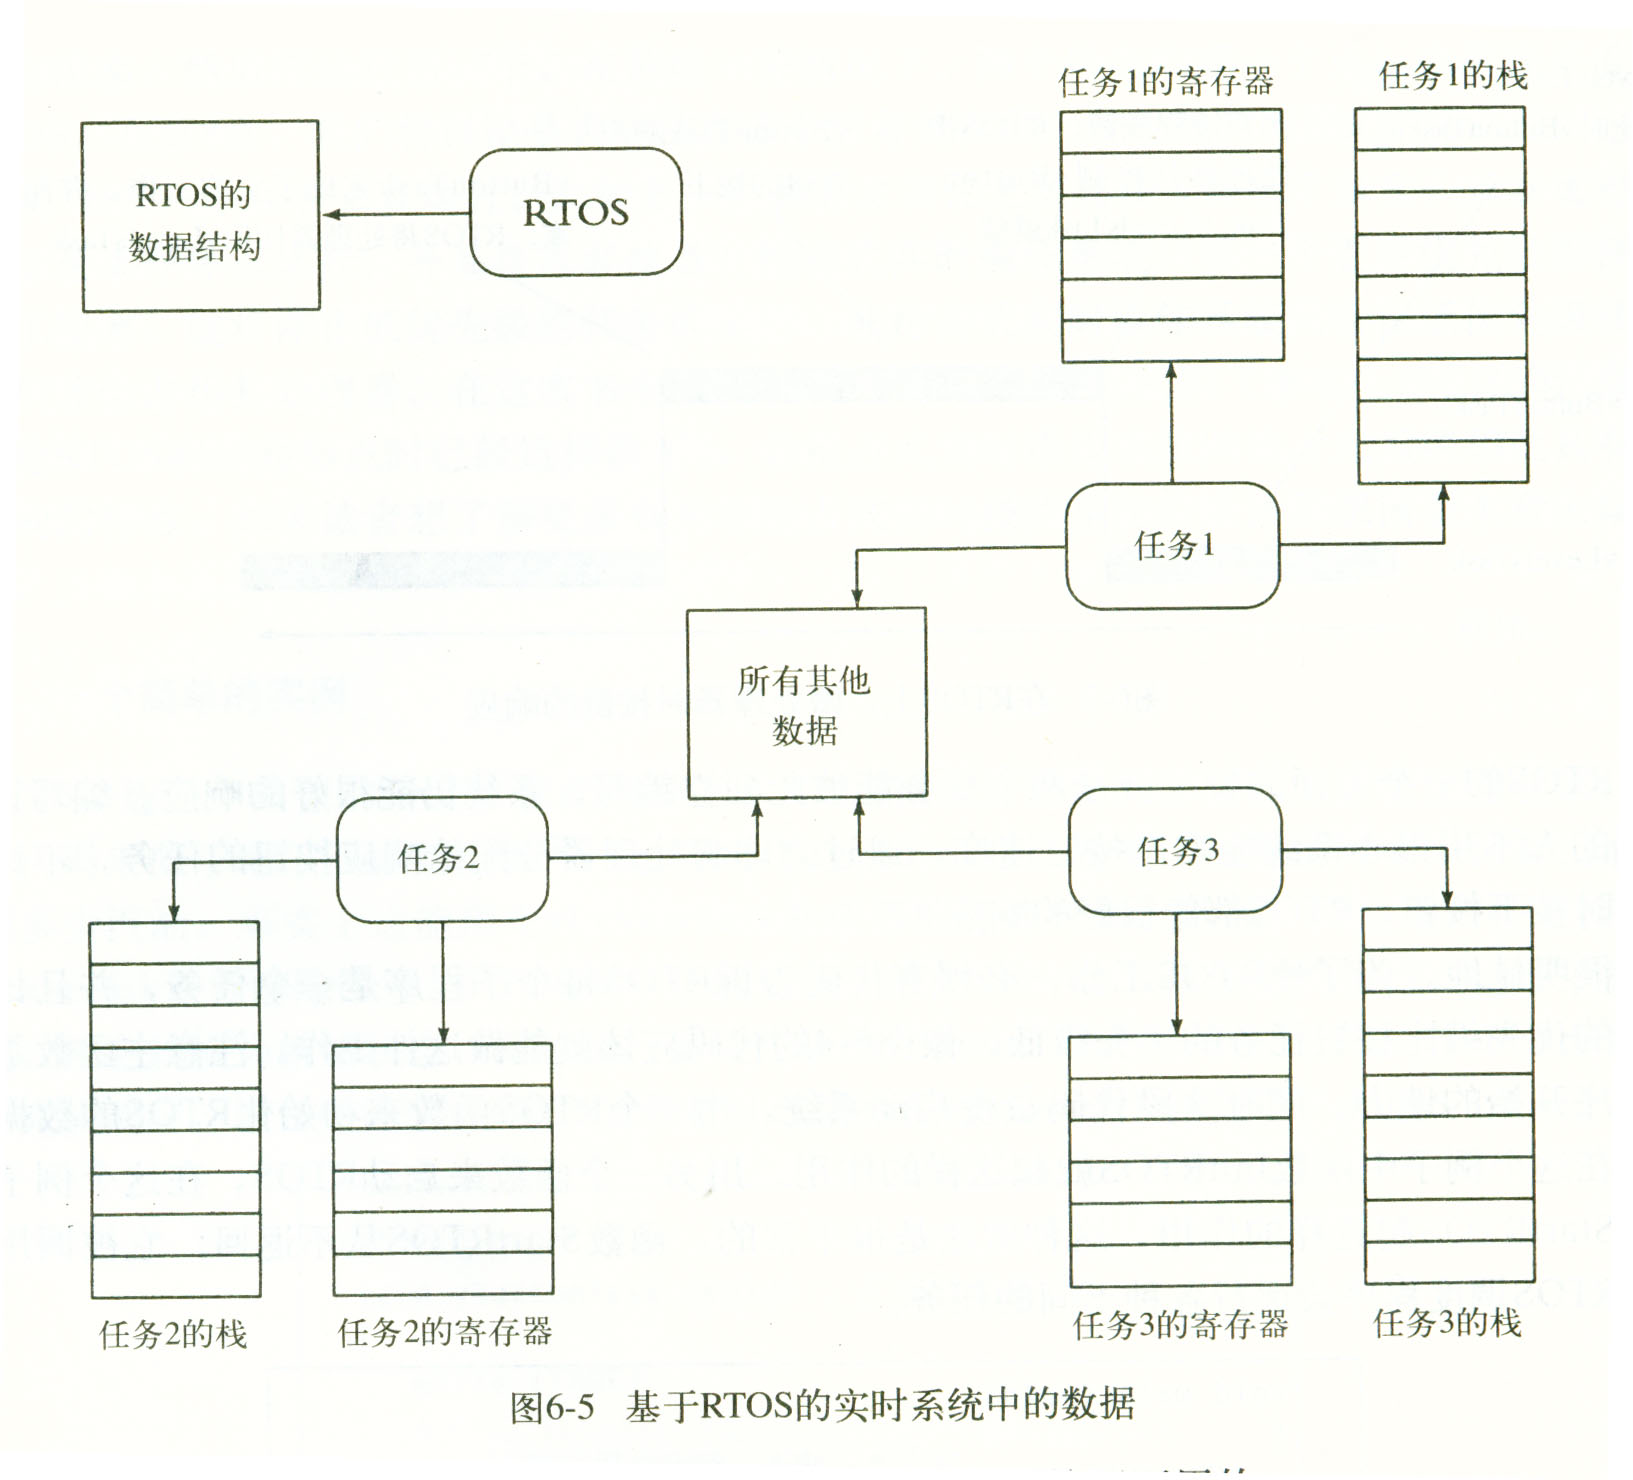 任务1的寄存器
任务1的栈
RTOS的
数据结构
RTOS
任务1
所有其他
数据
任务2
任务3
任务2的栈
任务2的寄存器
任务3的寄存器
任务3的栈
图6-5 基于RTOS的实时系统中的数据